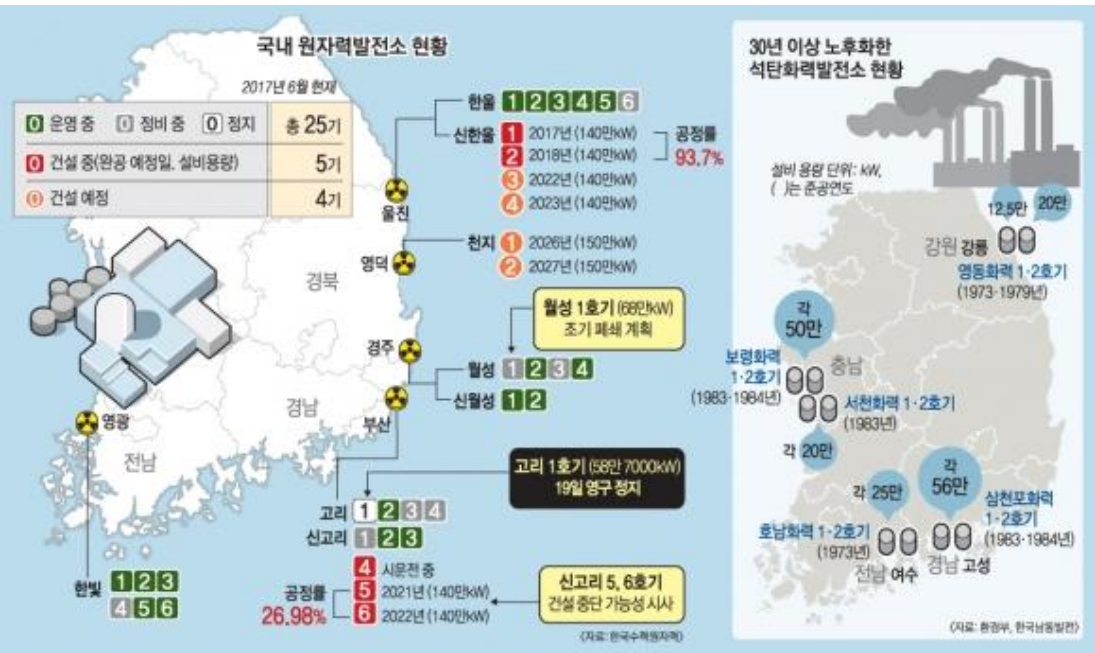 국내 원자력발전소 현황
2017년 6월 현재
0 운영 중 0 정비 중 0 정지 총 25기
0 건설 중(완공 예정일, 설비용량) 5기
0 건설 예정 4기
한울 1 2 3 4 5 6
신한울 1 2017년 (140만kW)
2 2018년 (140만kW)
3 2022년 (140만kW)
4 2023년 (140만kW)
공정률
93.7%
울진
천지 1 2026년 (150만kW)
2 2027년 (150만kW)
영덕
경북
월성 1호기 (68만kW)
조기 폐쇄 계획
경주
월성 1 2 3 4
신월성 1 2
경남
부산
영광
전남
고리 1호기 (58만 7000kW)
19일 영구 정지
고리 1 2 3 4
신고리 1 2 3
4 시운전 중
5 2021년 (140만kW)
6 2022년 (140만kW)
공정률
26.98%
신고리 5, 6호기
건설 중단 가능성 시사
한빛 1 2 3
4 5 6
〈자료: 한국수력원자력〉
30년 이상 노후화한
석탄화력발전소 현황
설비 용량 단위: kW,
( )는 준공연도
12.5만 20만
강원 강릉
영동화력 1·2호기
(1973·1979년)
각
50만
보령화력
1·2호기
(1983·1984년)
충남
서천화력 1·2호기
(1983년)
각 20만
각 25만
호남화력 1·2호기
(1973년)
전남 여수
각
56만
삼천포화력
1·2호기
(1983·1984년)
경남 고성
〈자료: 환경부, 한국남동발전〉